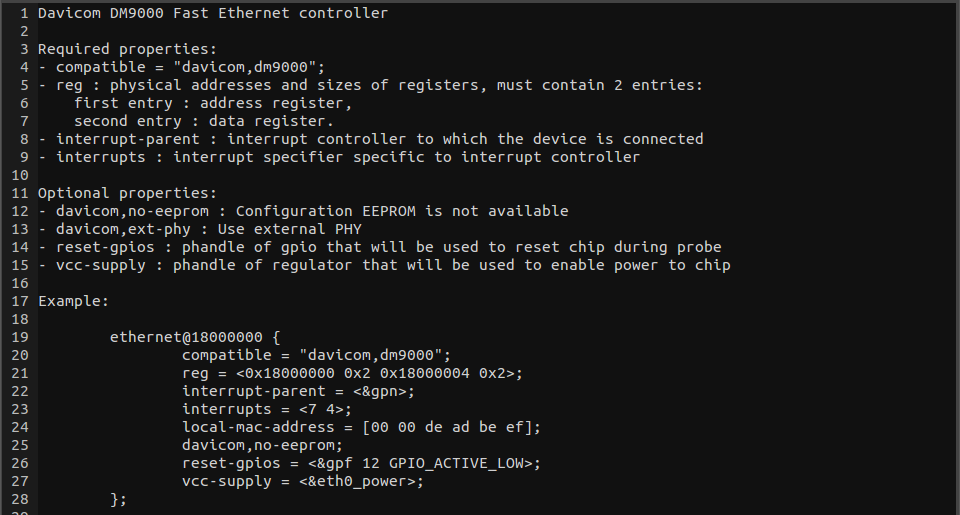 1 Davicom DM9000 Fast Ethernet controller
2
3 Required properties:
4 - compatible = "davicom,dm9000";
5 - reg : physical addresses and sizes of registers, must contain 2 entries:
6     first entry : address register,
7     second entry : data register.
8 - interrupt-parent : interrupt controller to which the device is connected
9 - interrupts : interrupt specifier specific to interrupt controller
10
11 Optional properties:
12 - davicom,no-eeprom : Configuration EEPROM is not available
13 - davicom,ext-phy : Use external PHY
14 - reset-gpios : phandle of gpio that will be used to reset chip during probe
15 - vcc-supply : phandle of regulator that will be used to enable power to chip
16
17 Example:
18
19         ethernet@18000000 {
20                 compatible = "davicom,dm9000";
21                 reg = <0x18000000 0x2 0x18000004 0x2>;
22                 interrupt-parent = <&gpn>;
23                 interrupts = <7 4>;
24                 local-mac-address = [00 00 de ad be ef];
25                 davicom,no-eeprom;
26                 reset-gpios = <&gpf 12 GPIO_ACTIVE_LOW>;
27                 vcc-supply = <&eth0_power>;
28         };